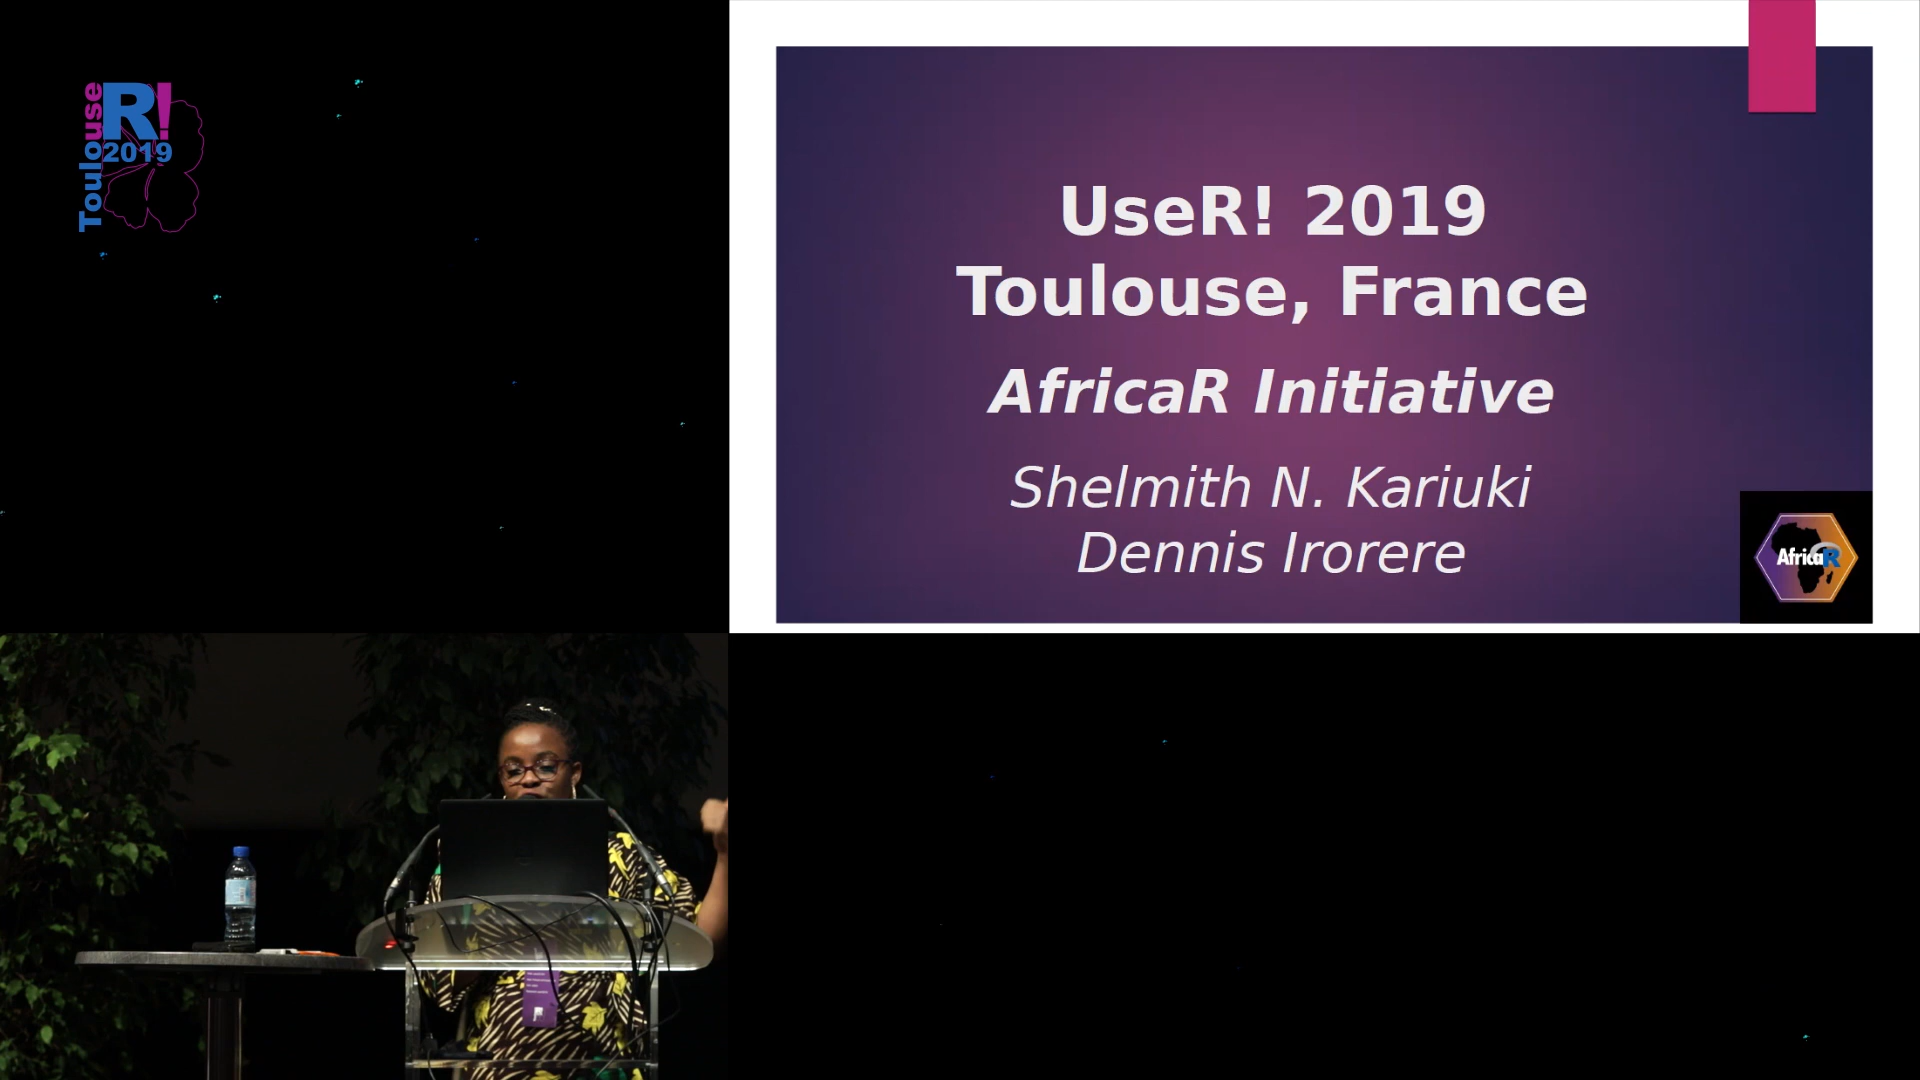 Toulouse
R!
2019
UseR! 2019
Toulouse, France
AfricaR Initiative
Shelmith N. Kariuki
Dennis Irorere
AfricaR